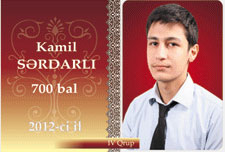 Kamil
SƏRDARLI
700 bal
2012-ci il
IV Qrup